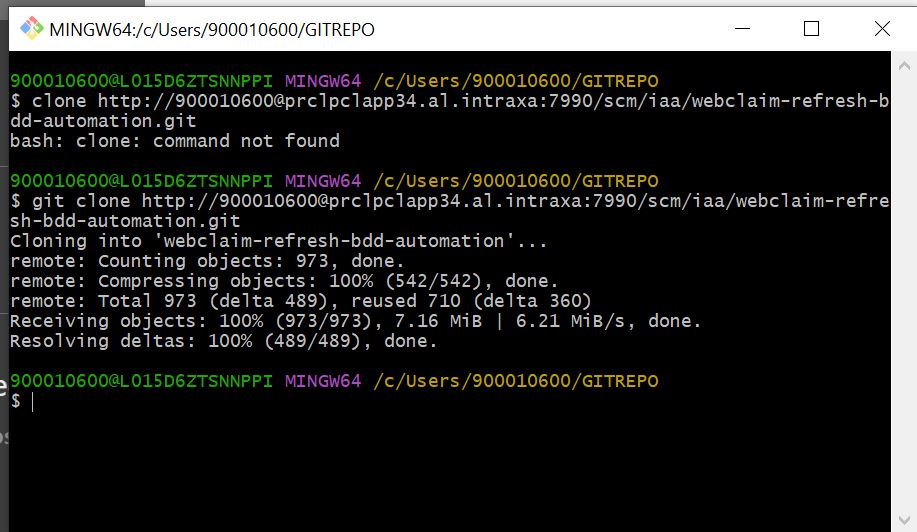 MINGW64:/c/Users/900010600/GITREPO
900010600@L015D6ZTSNNPPI MINGW64 /c/Users/900010600/GITREPO
$ clone http://900010600@prclpclapp34.al.intraxa:7990/scm/iaa/webclaim-refresh-b
dd-automation.git
bash: clone: command not found
900010600@L015D6ZTSNNPPI MINGW64 /c/Users/900010600/GITREPO
$ git clone http://900010600@prclpclapp34.al.intraxa:7990/scm/iaa/webclaim-refre
sh-bdd-automation.git
Cloning into 'webclaim-refresh-bdd-automation'...
remote: Counting objects: 973, done.
remote: Compressing objects: 100% (542/542), done.
remote: Total 973 (delta 489), reused 710 (delta 360)
Receiving objects: 100% (973/973), 7.16 MiB | 6.21 MiB/s, done.
Resolving deltas: 100% (489/489), done.
900010600@L015D6ZTSNNPPI MINGW64 /c/Users/900010600/GITREPO
$